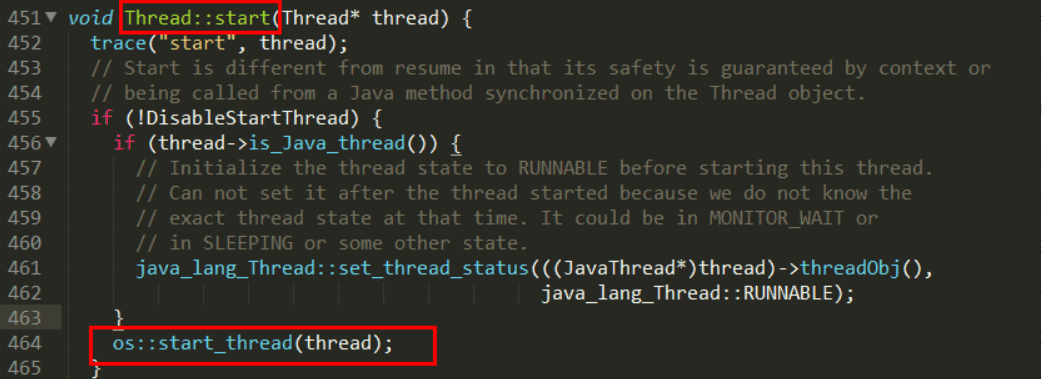 451 void Thread::start(Thread* thread) {
452 trace("start", thread);
453 // Start is different from resume in that its safety is guaranteed by context or
454 // being called from a Java method synchronized on the Thread object.
455 if (!DisableStartThread) {
456 if (thread->is_Java_thread()) {
457 // Initialize the thread state to RUNNABLE before starting this thread.
458 // Can not set it after the thread started because we do not know the
459 // exact thread state at that time. It could be in MONITOR_WAIT or
460 // in SLEEPING or some other state.
461 java_lang_Thread::set_thread_status(((JavaThread*)thread)->threadObj(),
462 java_lang_Thread::RUNNABLE);
463 }
464 os::start_thread(thread);
465 }